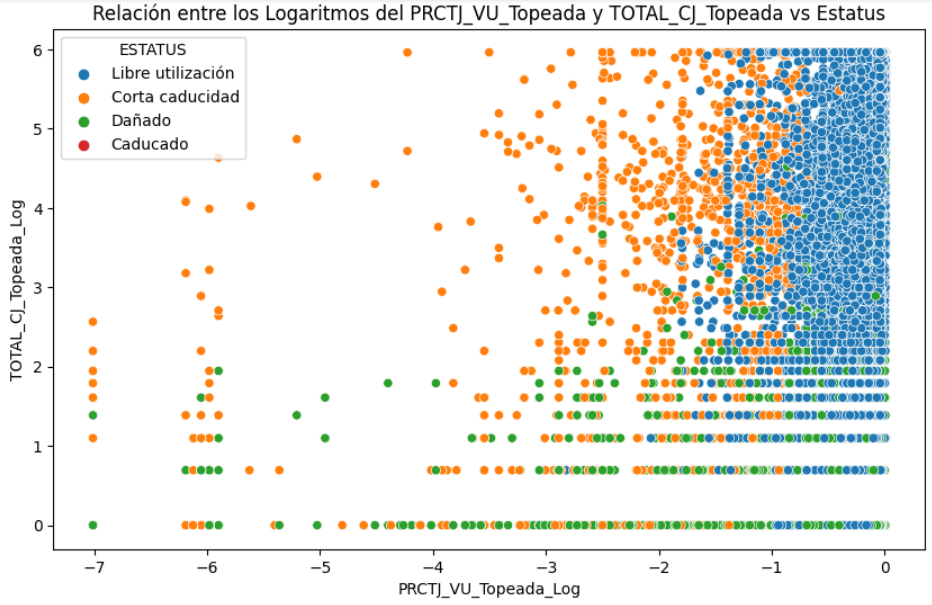 Relación entre los Logaritmos del PRCTJ_VU_Topeada y TOTAL_CJ_Topeada vs Estatus
ESTATUS
Libre utilización
Corta caducidad
Dañado
Caducado
TOTAL_CJ_Topeada_Log
6
5
4
3
2
1
0
−7 −6 −5 −4 −3 −2 −1 0
PRCTJ_VU_Topeada_Log